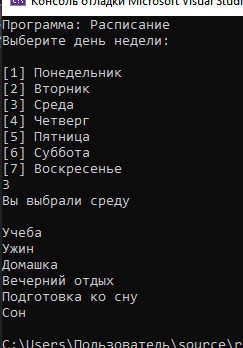 Консоль отладки Microsoft Visual Studi
Программа: Расписание
Выберите день недели:
[1] Понедельник
[2] Вторник
[3] Среда
[4] Четверг
[5] Пятница
[6] Суббота
[7] Воскресенье
3
Вы выбрали среду
Учеба
Ужин
Домашка
Вечерний отдых
Подготовка ко сну
Сон
C:\Users\Пользователь\source\r